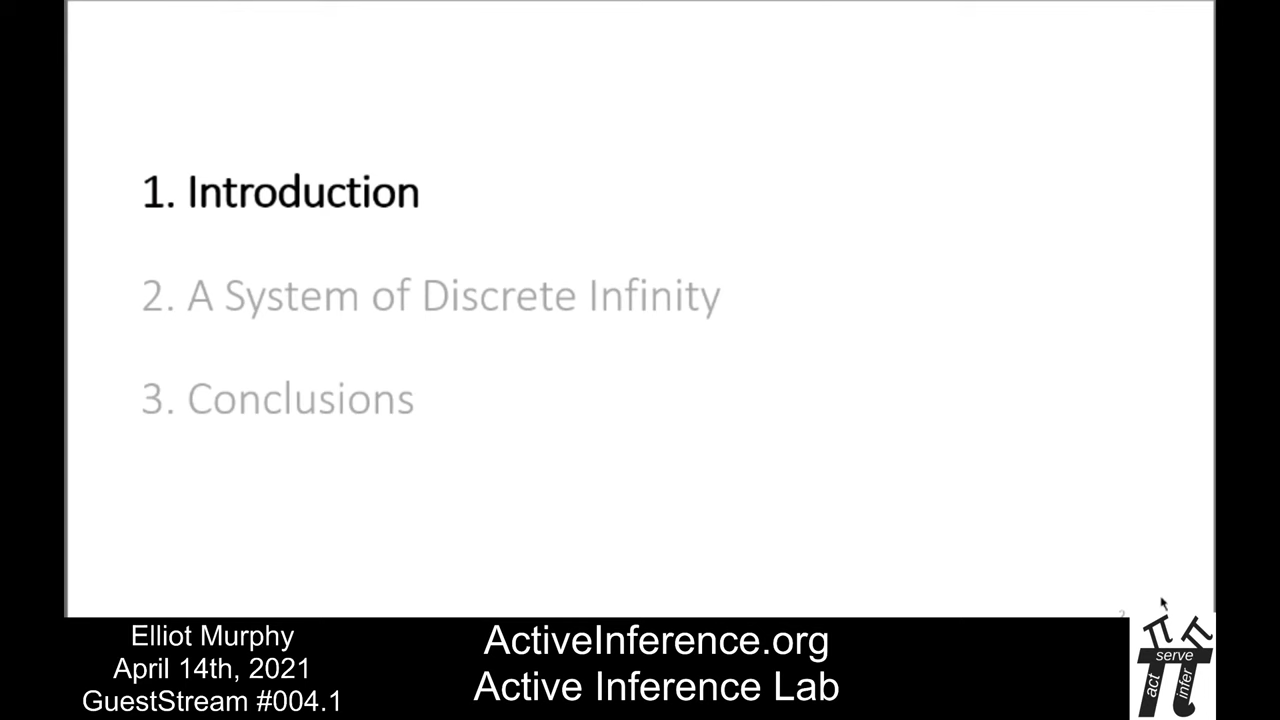 1. Introduction
2. A System of Discrete Infinity
3. Conclusions
2
Elliot Murphy
April 14th, 2021
GuestStream #004.1
ActiveInference.org
Active Inference Lab
serve
act
infer